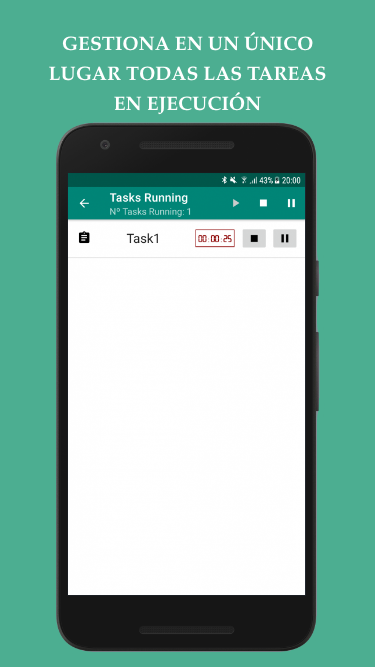 GESTIONA EN UN ÚNICO
LUGAR TODAS LAS TAREAS
EN EJECUCIÓN
43% 20:00
Tasks Running
Nº Tasks Running: 1
Task1 00:00:25